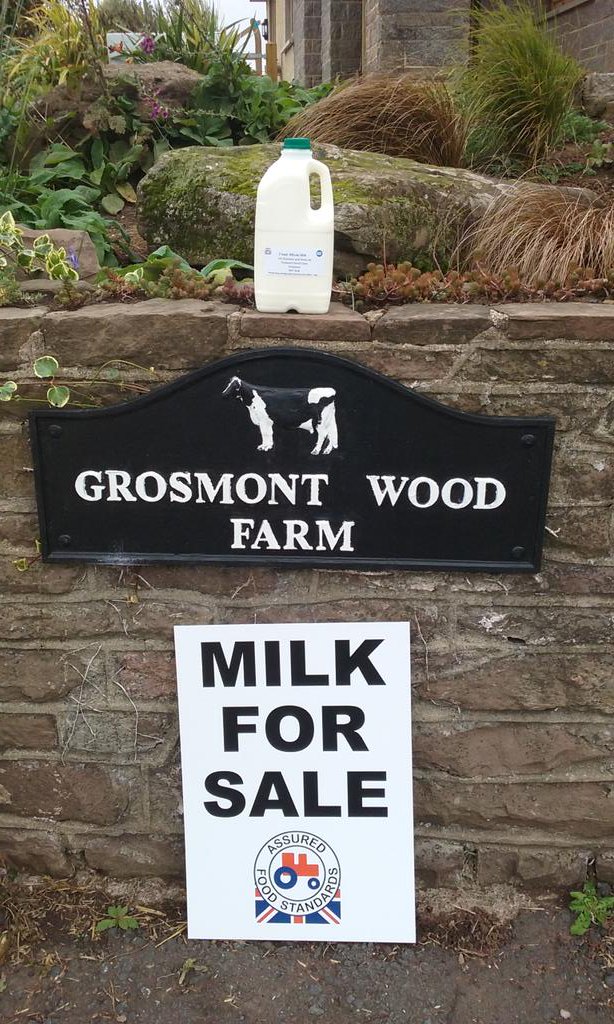 GROSMONT WOOD
FARM
MILK
FOR
SALE
ASSURED
FOOD STANDARDS